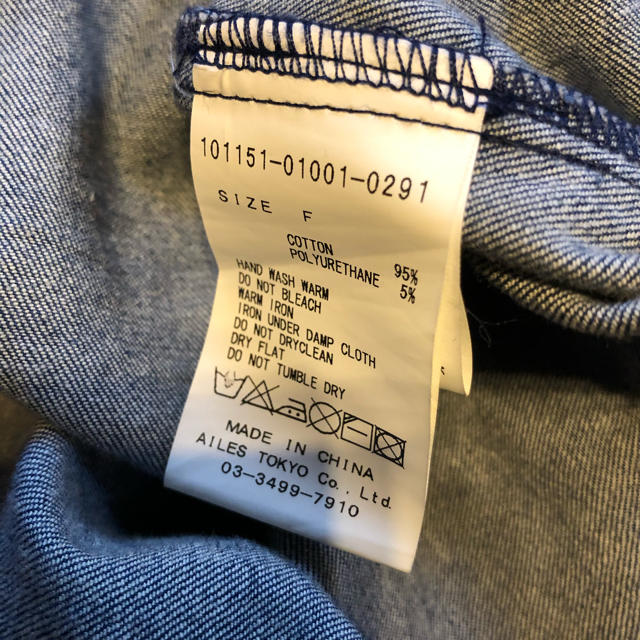 101151-01001-0291
SIZE F
COTTON 95%
POLYURETHANE 5%
HAND WASH WARM
DO NOT BLEACH
WARM IRON
IRON UNDER DAMP CLOTH
DO NOT DRYCLEAN
DRY FLAT
DO NOT TUMBLE DRY
MADE IN CHINA
AILES TOKYO Co., Ltd.
03-3499-7910